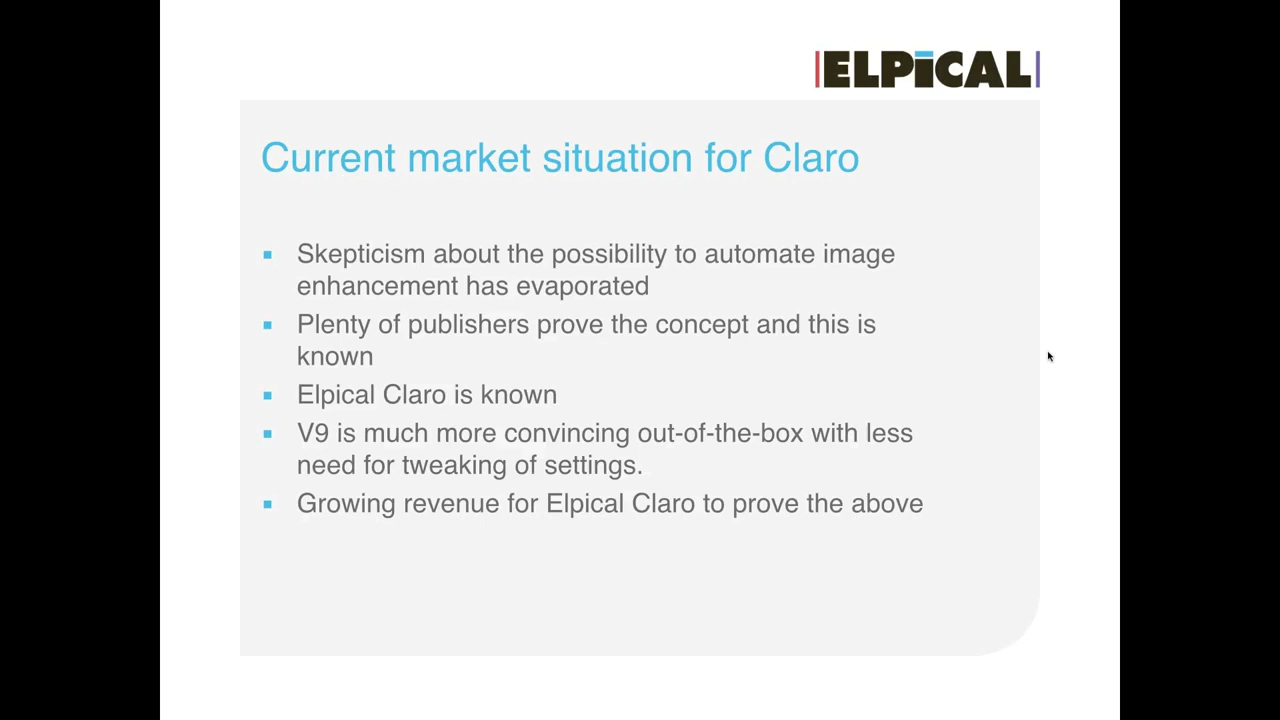 ELPICAL
Current market situation for Claro
Skepticism about the possibility to automate image
enhancement has evaporated
Plenty of publishers prove the concept and this is
known
Elpical Claro is known
V9 is much more convincing out-of-the-box with less
need for tweaking of settings.
Growing revenue for Elpical Claro to prove the above